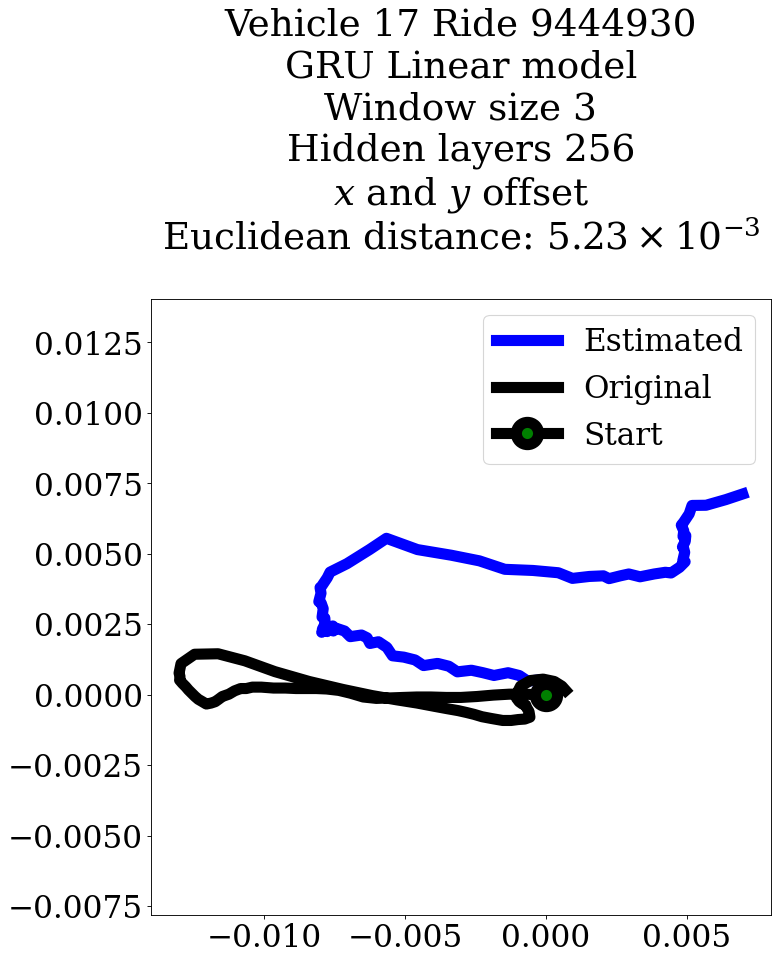 Vehicle 17 Ride 9444930
GRU Linear model
Window size 3
Hidden layers 256
x and y offset
Euclidean distance: 5.23 × 10⁻³
Estimated
Original
Start
0.0125
0.0100
0.0075
0.0050
0.0025
0.0000
−0.0025
−0.0050
−0.0075
−0.010 −0.005 0.000 0.005